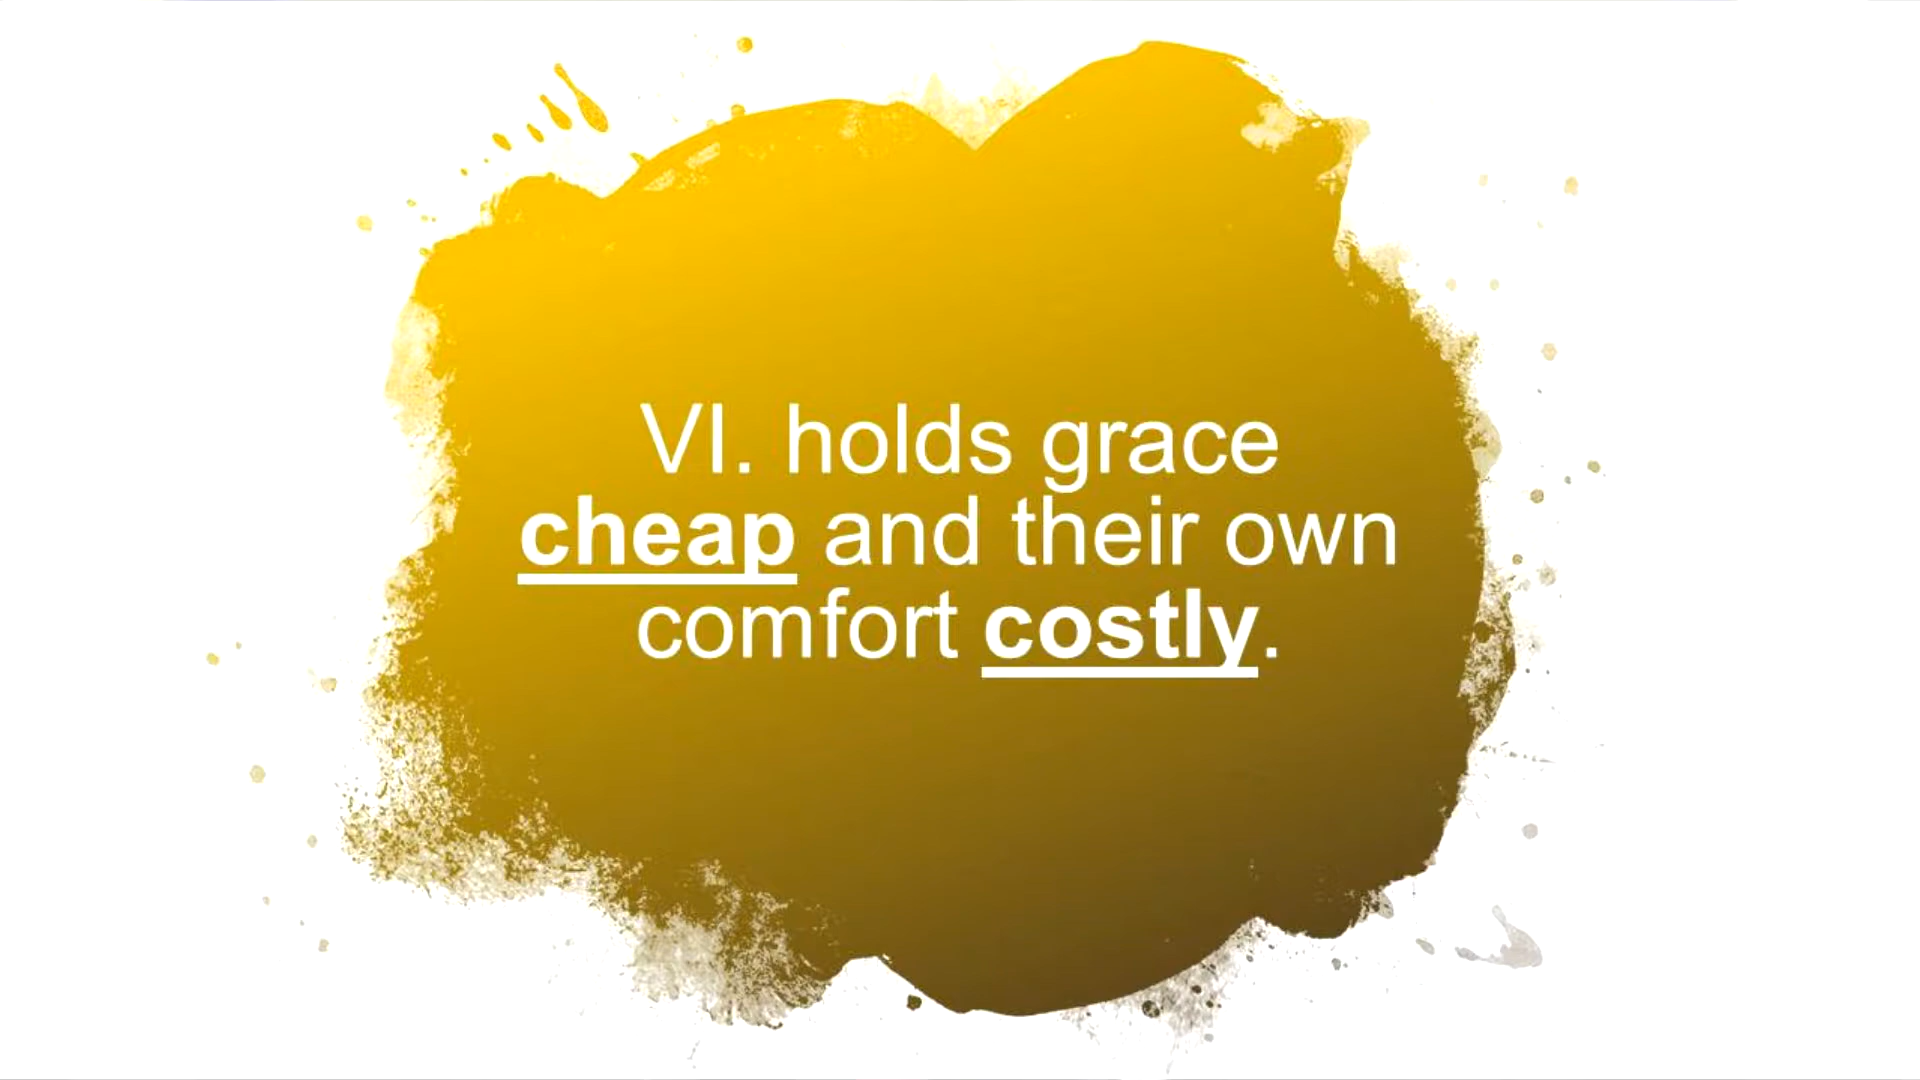 VI. holds grace
cheap and their own
comfort costly.